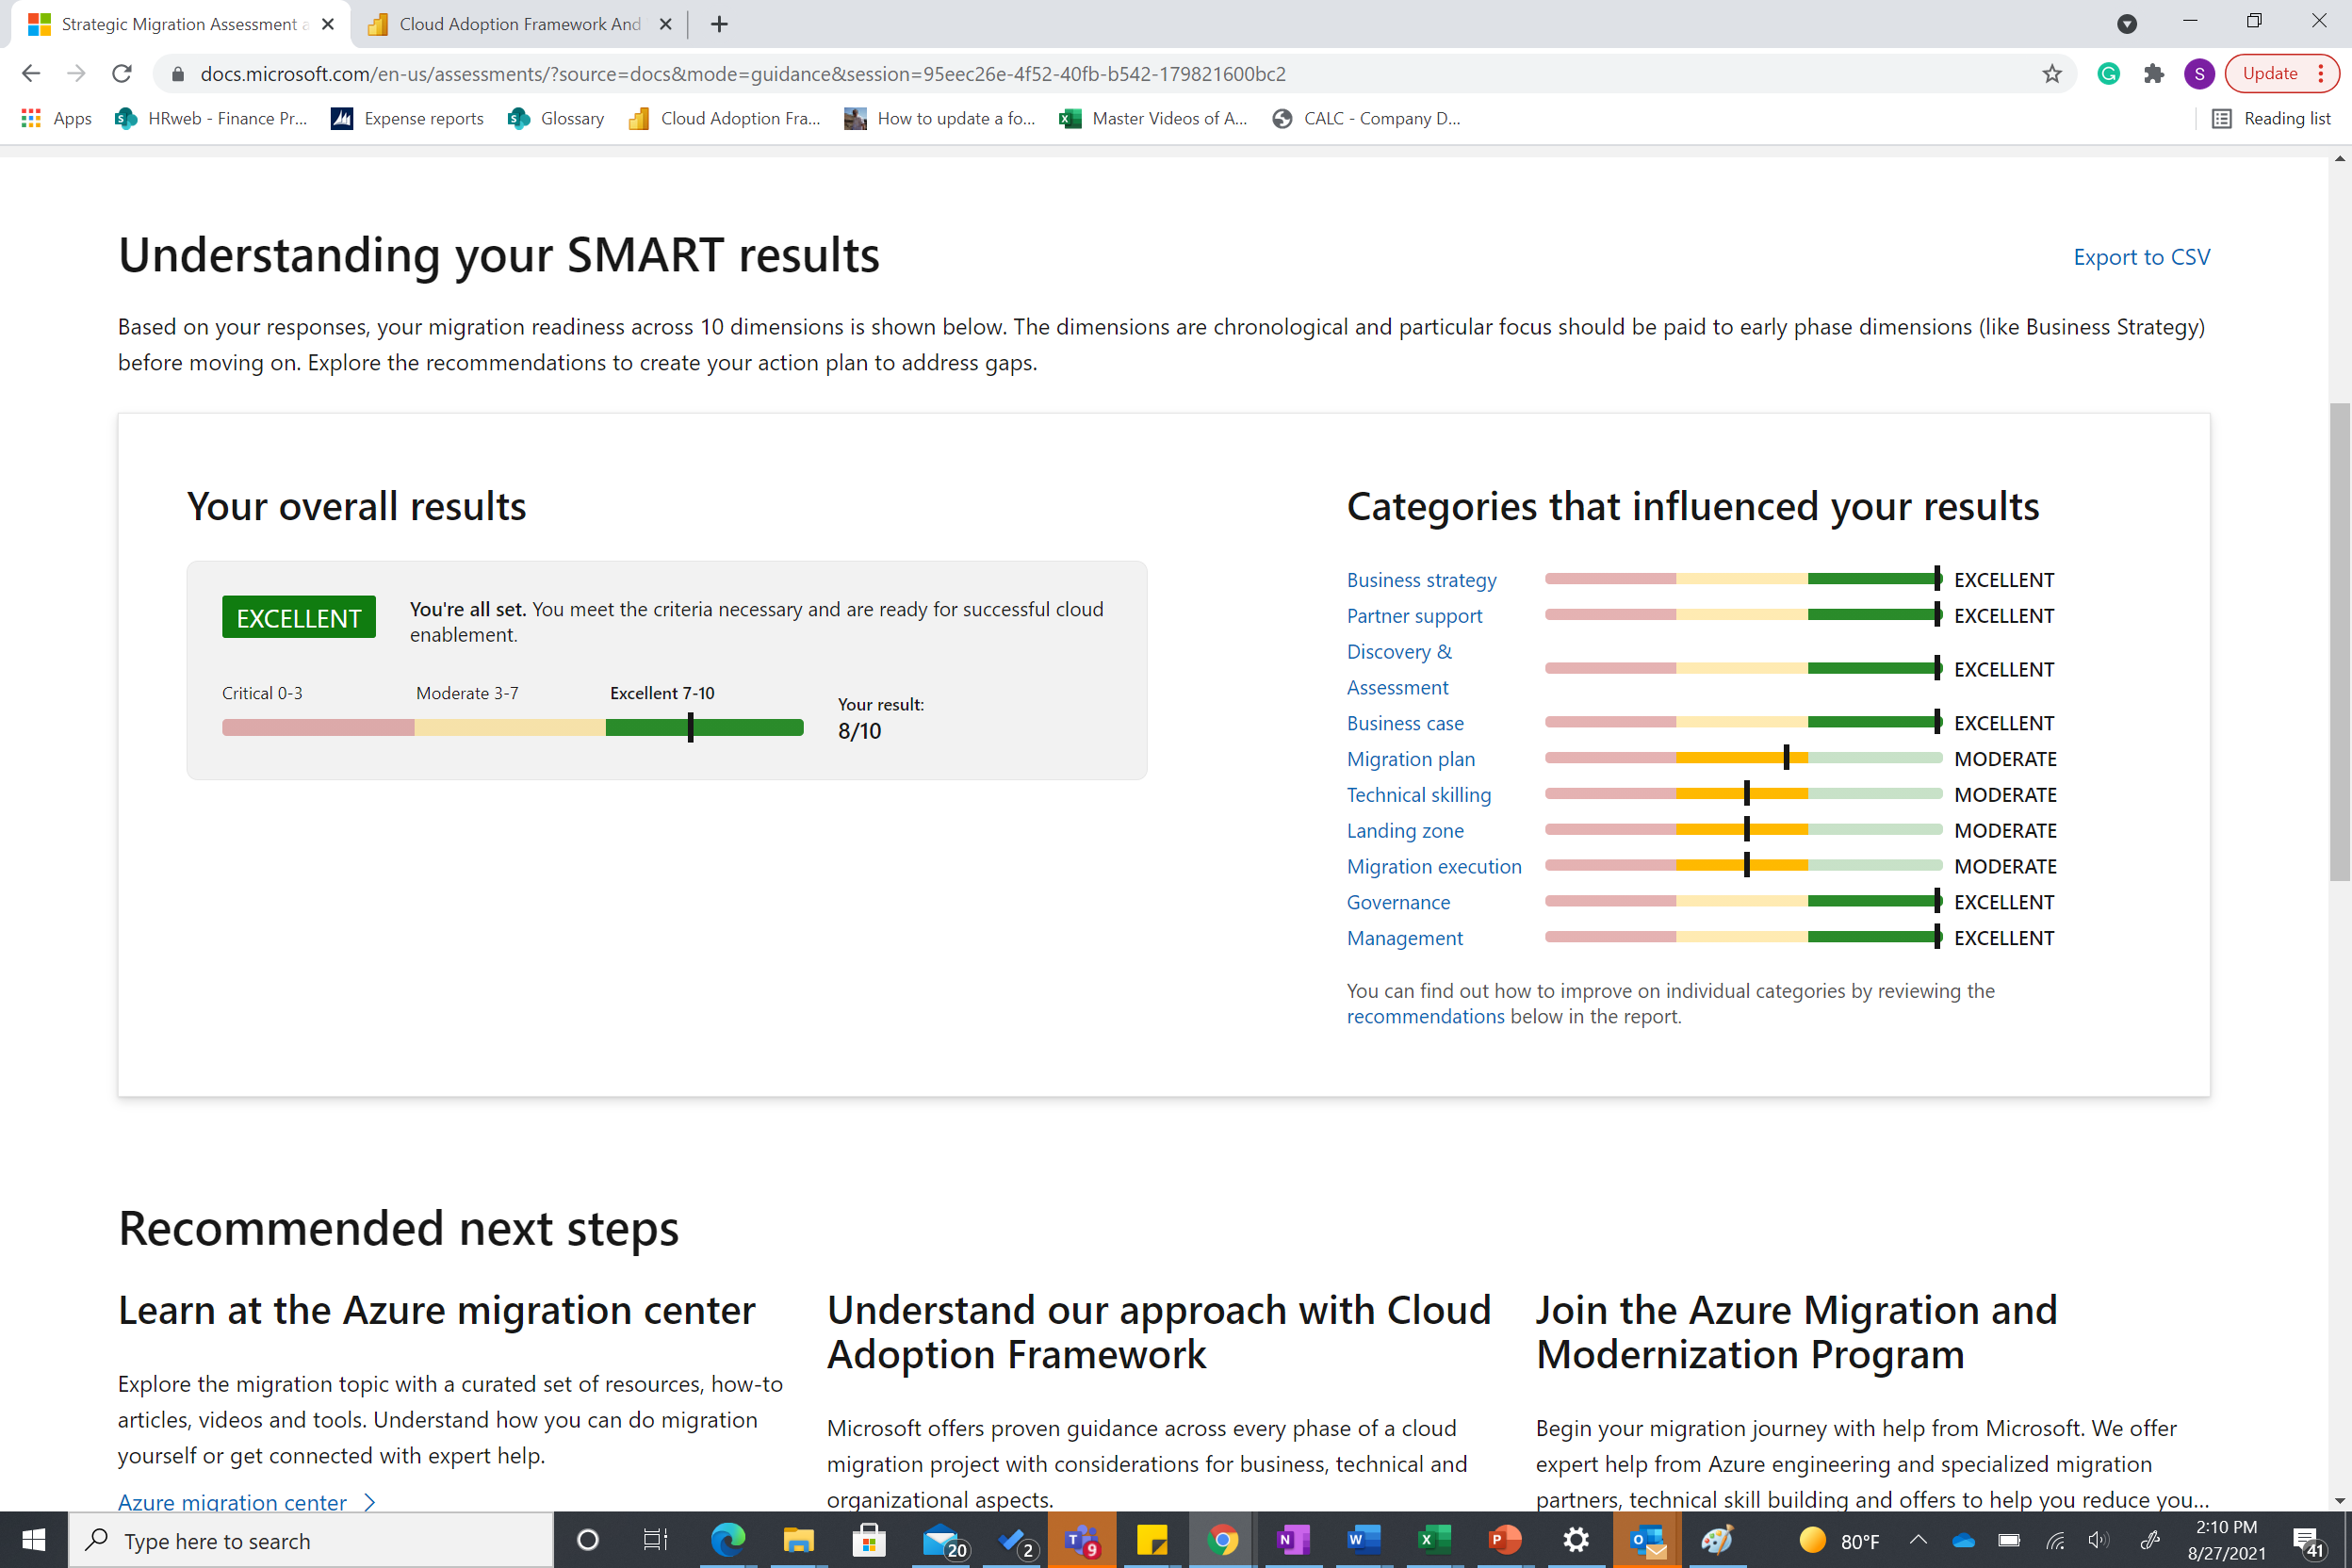 Strategic Migration Assessment a
Cloud Adoption Framework And
docs.microsoft.com/en-us/assessments/?source=docs&mode=guidance&session=95eec26e-4f52-40fb-b542-179821600bc2
S
Update
Apps
HRweb - Finance Pr...
Expense reports
Glossary
Cloud Adoption Fra...
How to update a fo...
Master Videos of A...
CALC - Company D...
Reading list
Understanding your SMART results
Export to CSV
Based on your responses, your migration readiness across 10 dimensions is shown below. The dimensions are chronological and particular focus should be paid to early phase dimensions (like Business Strategy)
before moving on. Explore the recommendations to create your action plan to address gaps.
Your overall results
EXCELLENT
You're all set. You meet the criteria necessary and are ready for successful cloud
enablement.
Critical 0-3
Moderate 3-7
Excellent 7-10
Your result:
8/10
Categories that influenced your results
Business strategy EXCELLENT
Partner support EXCELLENT
Discovery &
Assessment EXCELLENT
Business case EXCELLENT
Migration plan MODERATE
Technical skilling MODERATE
Landing zone MODERATE
Migration execution MODERATE
Governance EXCELLENT
Management EXCELLENT
You can find out how to improve on individual categories by reviewing the
recommendations below in the report.
Recommended next steps
Learn at the Azure migration center
Explore the migration topic with a curated set of resources, how-to
articles, videos and tools. Understand how you can do migration
yourself or get connected with expert help.
Azure migration center
Understand our approach with Cloud
Adoption Framework
Microsoft offers proven guidance across every phase of a cloud
migration project with considerations for business, technical and
organizational aspects.
Join the Azure Migration and
Modernization Program
Begin your migration journey with help from Microsoft. We offer
expert help from Azure engineering and specialized migration
partners, technical skill building and offers to help you reduce you...
Type here to search
20
2
T
9
N
W
X
P
O
80°F
2:10 PM
8/27/2021
41